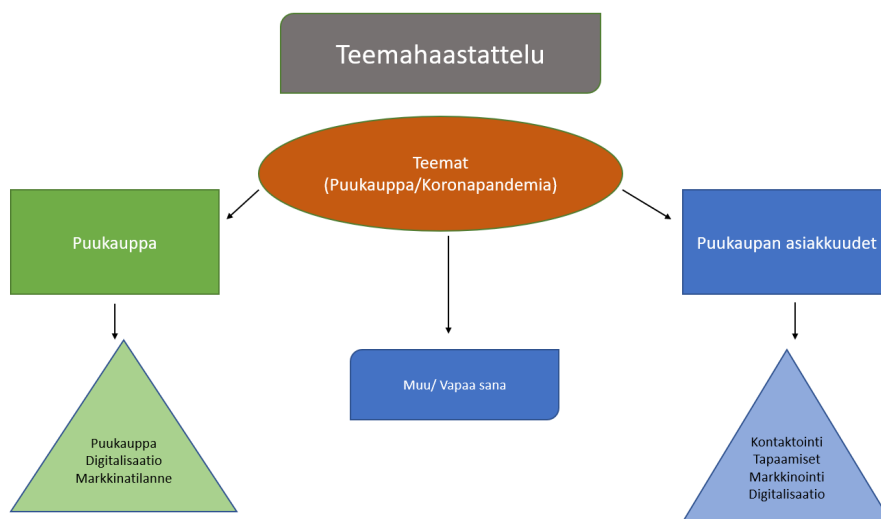 Teemahaastattelu
Teemat
(Puukauppa/Koronapandemia)
Puukauppa
Puukaupan asiakkuudet
Muu/ Vapaa sana
Puukauppa
Digitalisaatio
Markkinatilanne
Kontaktointi
Tapaamiset
Markkinointi
Digitalisaatio